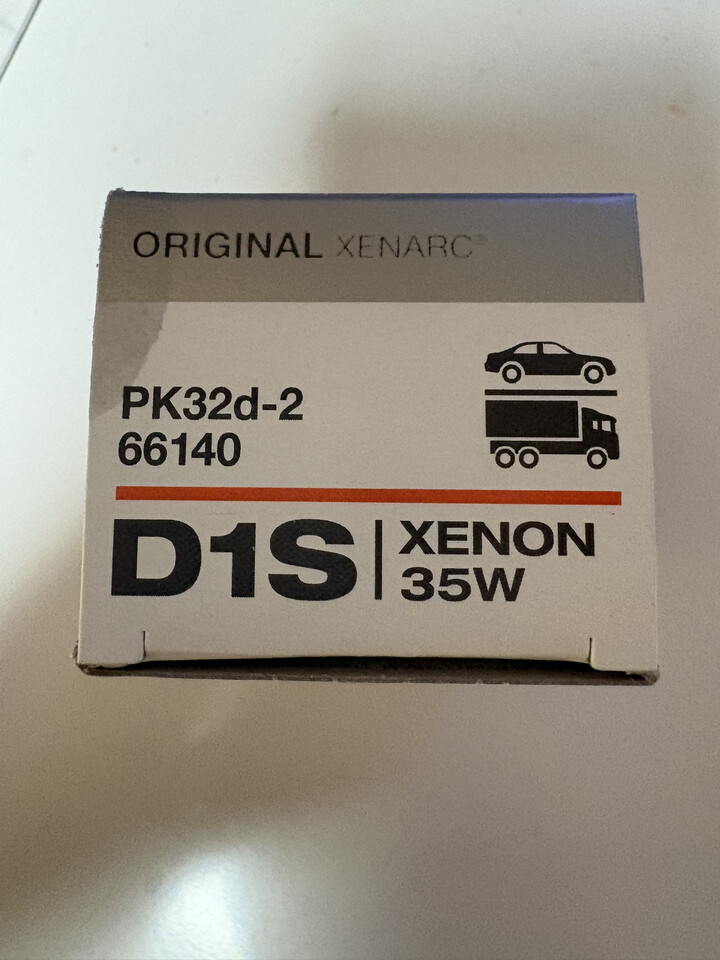 ORIGINAL XENARC®
PK32d-2
66140
D1S
XENON
35W